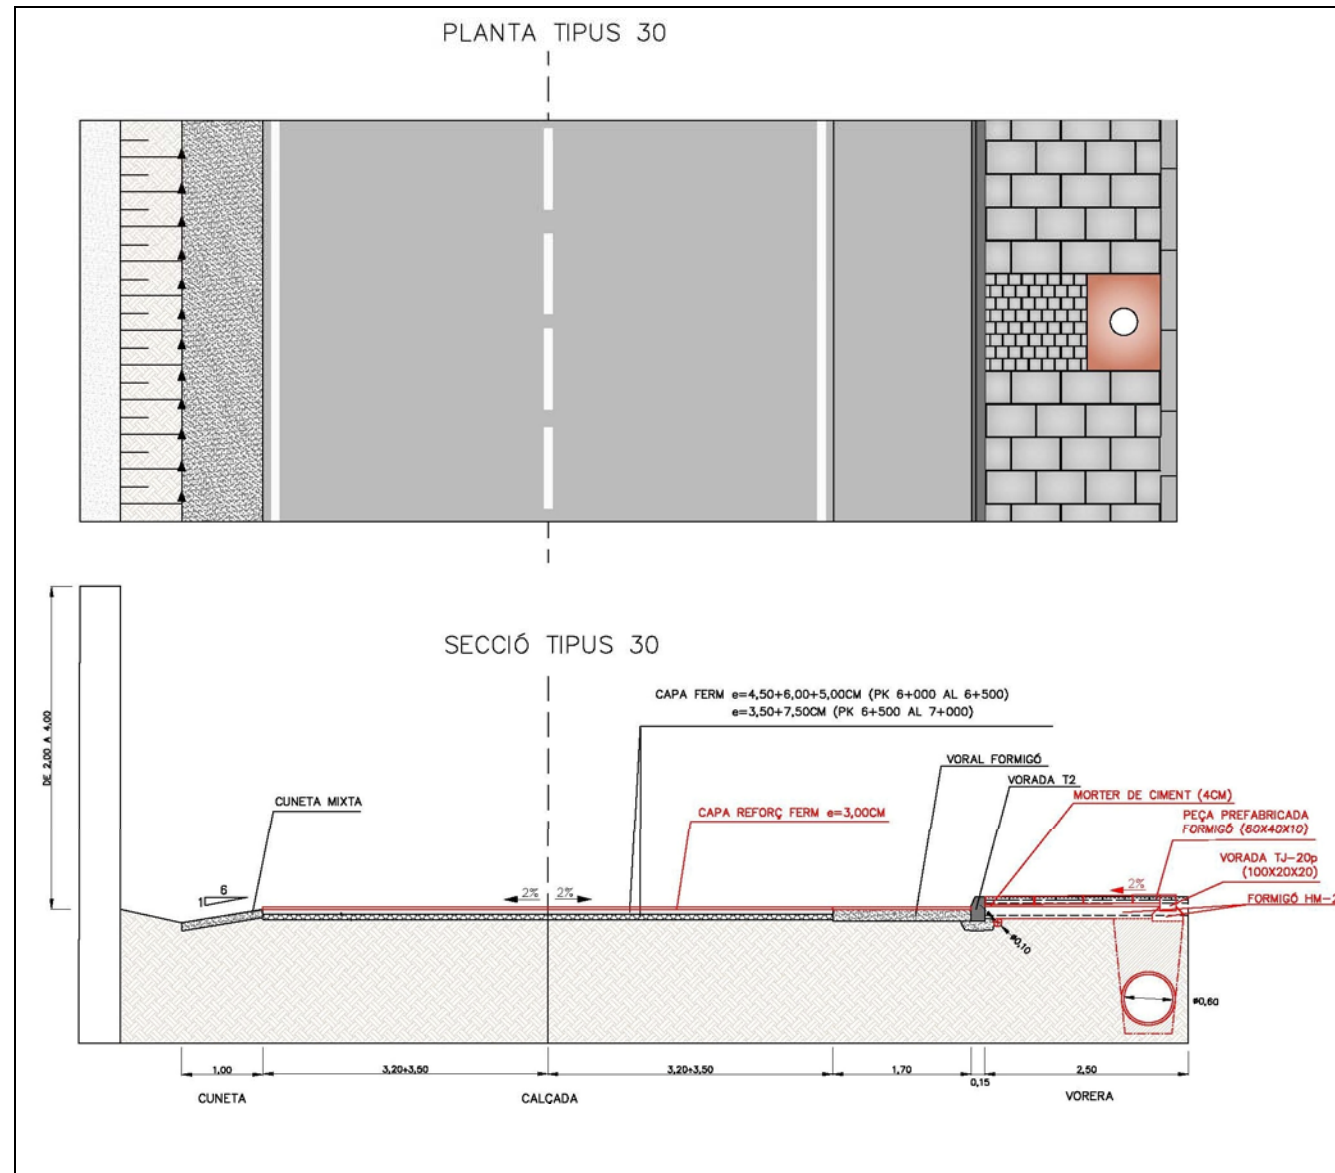 PLANTA TIPUS 30
SECCIÓ TIPUS 30
DE 2,00 A 4,00
CAPA FERM e=4,50+6,00+5,00CM (PK 6+000 AL 6+500)
e=3,50+7,50CM (PK 6+500 AL 7+000)
VORAL FORMIGÓ
VORADA T2
CUNETA MIXTA
MORTER DE CIMENT (4CM)
CAPA REFORÇ FERM e=3,00CM
PEÇA PREFABRICADA
FORMIGÓ (60X40X10)
VORADA TJ-20p
(100X20X20)
6
1
2%
2%
2%
FORMIGÓ HM-2
ø0,10
ø0,60
1,00
3,20÷3,50
3,20÷3,50
1,70
0,15
2,50
CUNETA
CALÇADA
VORERA